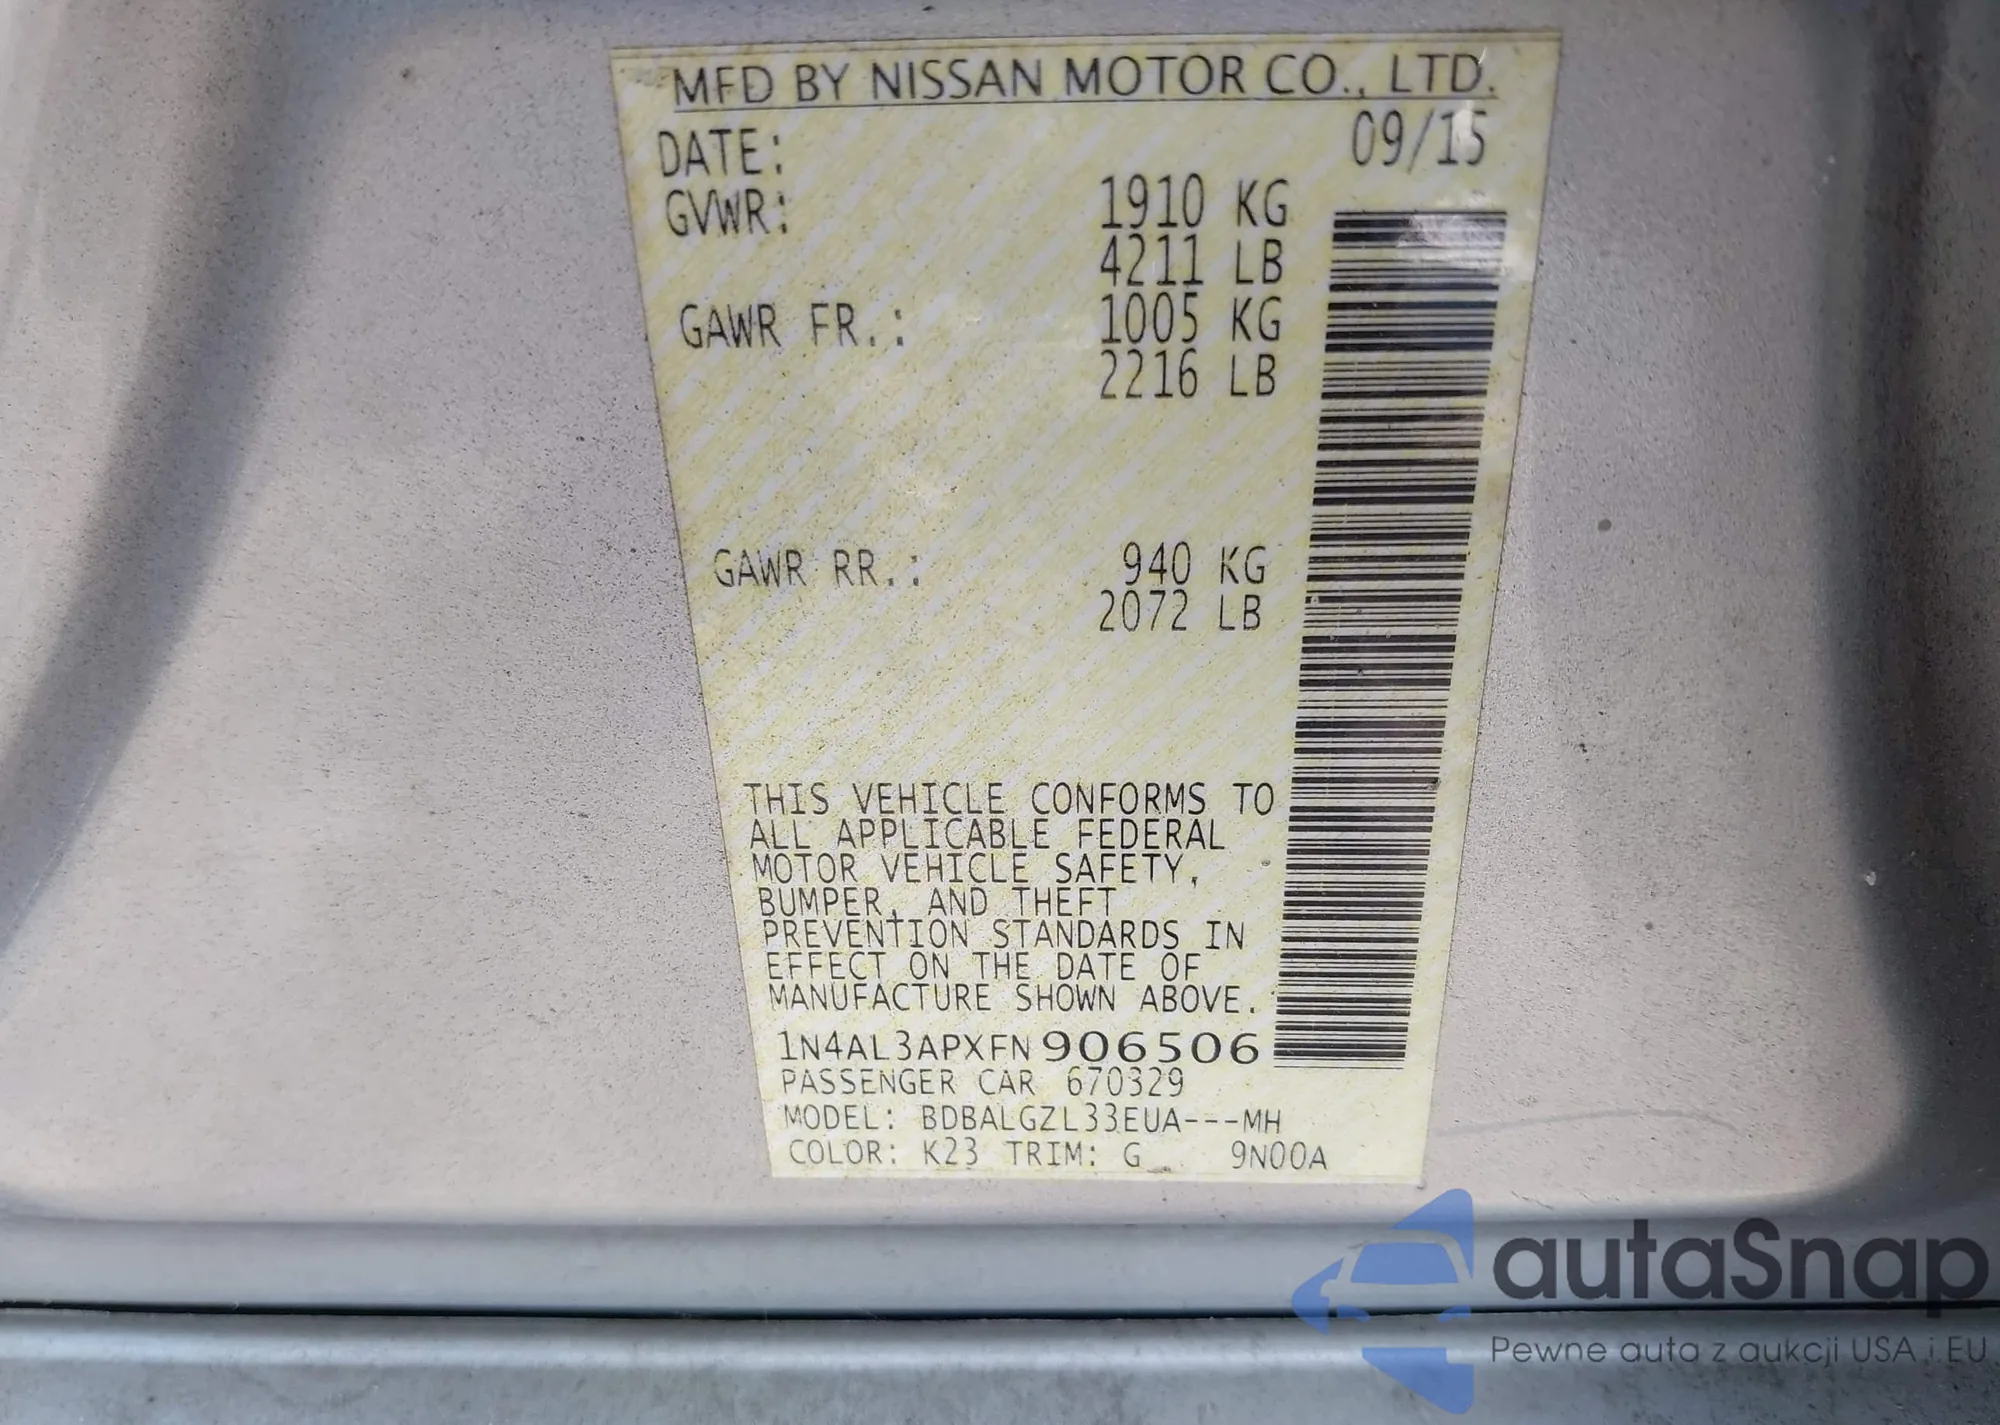 MFD BY NISSAN MOTOR CO., LTD.
DATE: 09/15
GVWR: 1910 KG
4211 LB
GAWR FR.: 1005 KG
2216 LB
GAWR RR.: 940 KG
2072 LB
THIS VEHICLE CONFORMS TO
ALL APPLICABLE FEDERAL
MOTOR VEHICLE SAFETY,
BUMPER, AND THEFT
PREVENTION STANDARDS IN
EFFECT ON THE DATE OF
MANUFACTURE SHOWN ABOVE.
1N4AL3APXFN906506
PASSENGER CAR 670329
MODEL: BDBALGZL33EUA---MH
COLOR: K23 TRIM: G 9N00A
autaSnap
Pewne auta z aukcji USA i EU